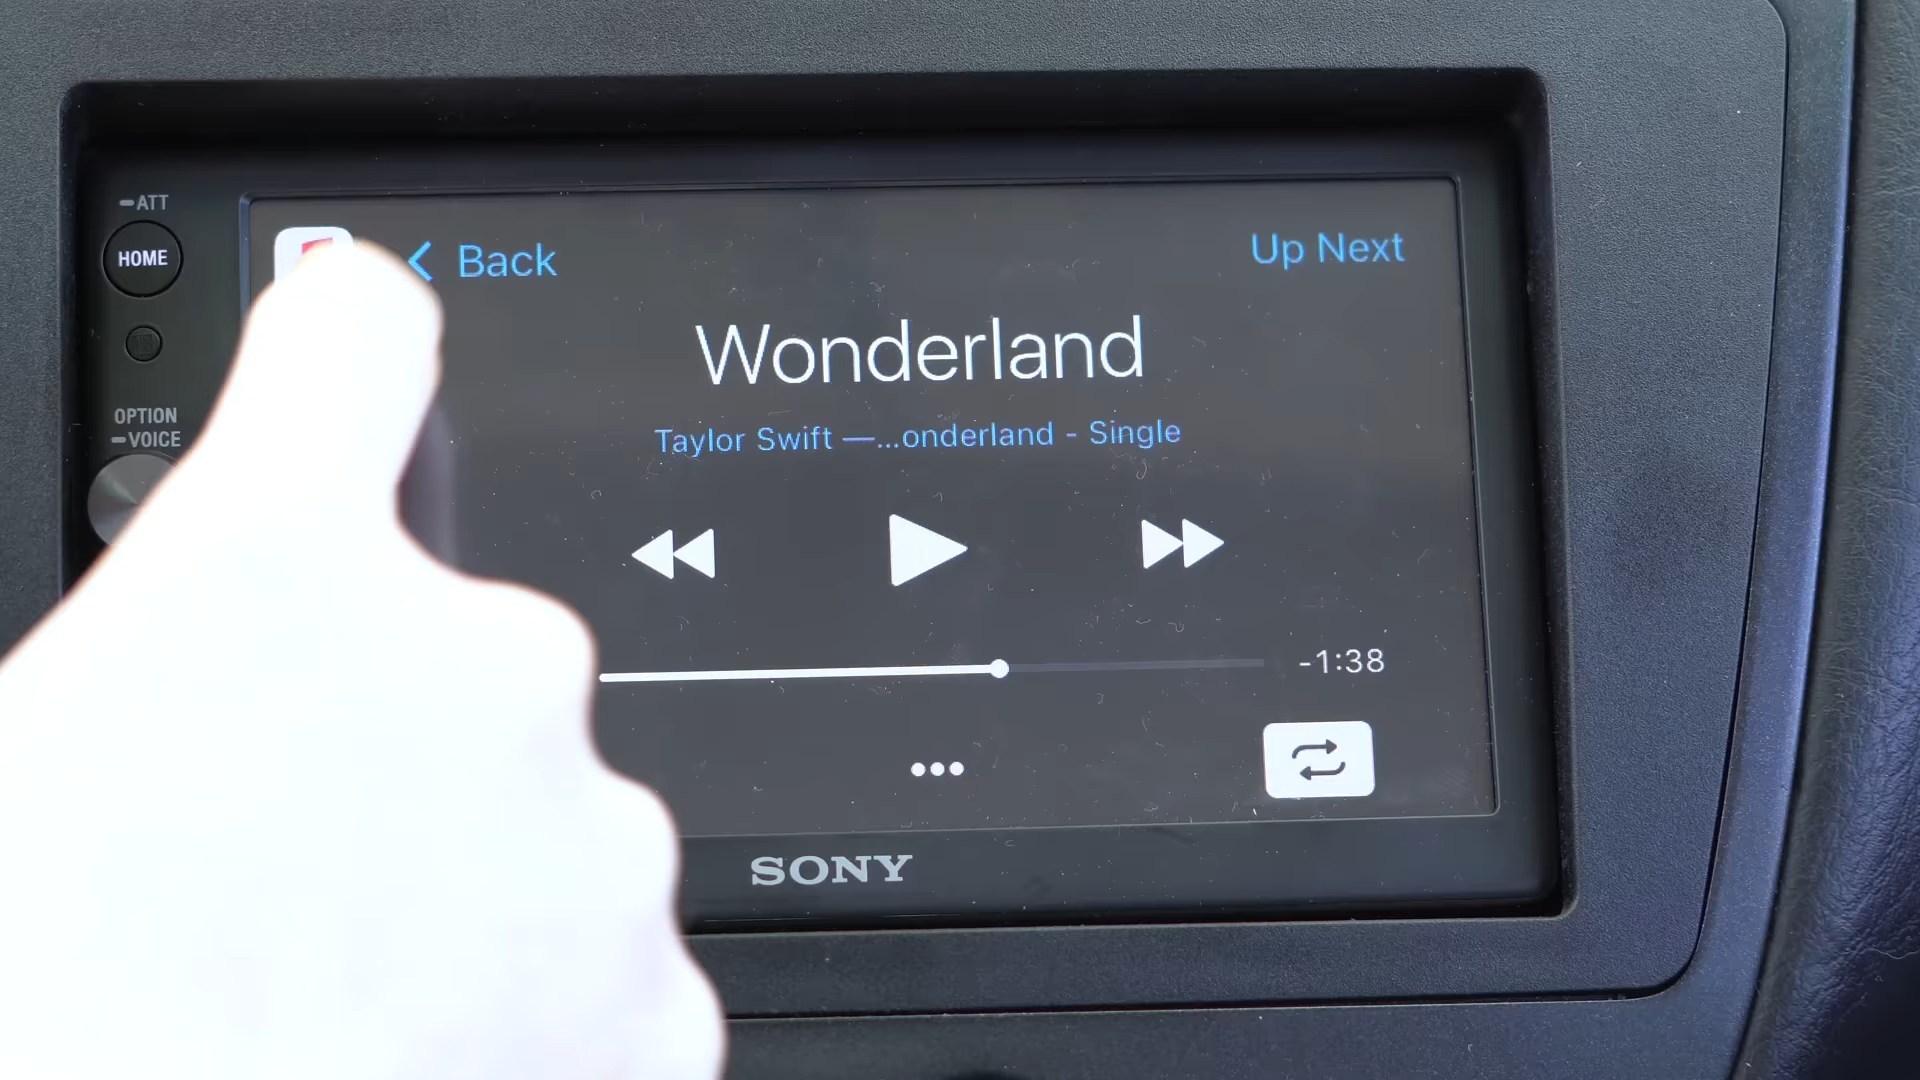 -ATT
HOME
OPTION
-VOICE
Back
Up Next
Wonderland
Taylor Swift —...onderland - Single
-1:38
SONY